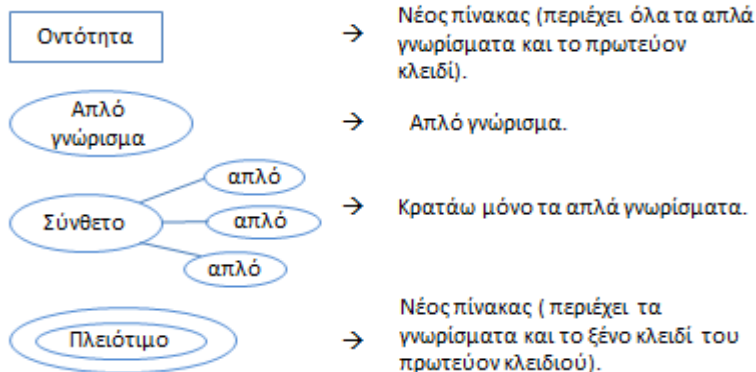 Οντότητα → Νέος πίνακας (περιέχει όλα τα απλά
γνωρίσματα και το πρωτεύον
κλειδί).
Απλό
γνώρισμα → Απλό γνώρισμα.
απλό
Σύνθετο απλό → Κρατάω μόνο τα απλά γνωρίσματα.
απλό
Πλειότιμο → Νέος πίνακας ( περιέχει τα
γνωρίσματα και το ξένο κλειδί του
πρωτεύον κλειδιού).